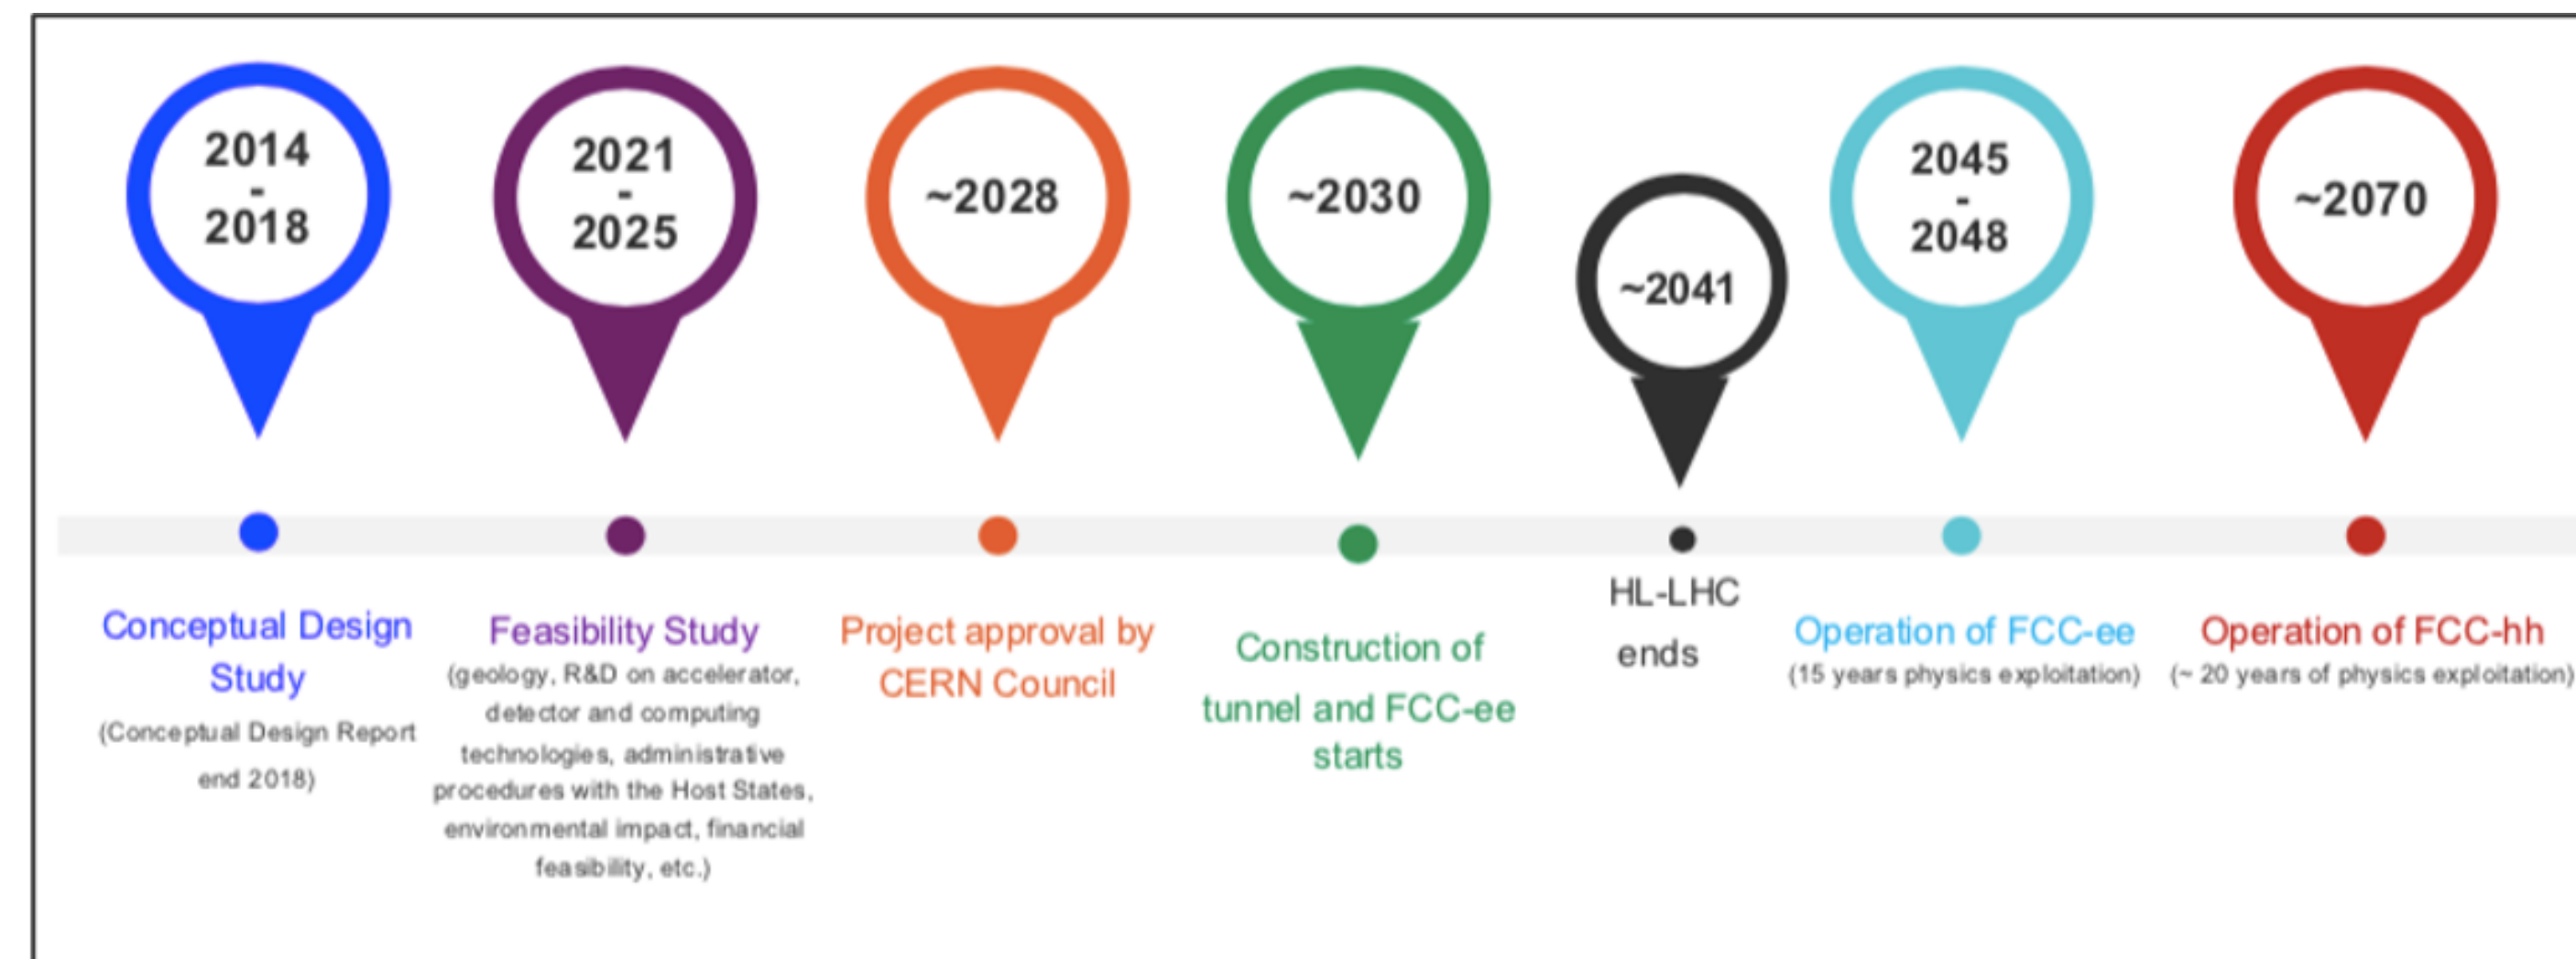 2014
-
2018
2021
-
2025
~2028
~2030
~2041
2045
-
2048
~2070
Conceptual Design
Study
(Conceptual Design Report
end 2018)
Feasibility Study
(geology, R&D on accelerator,
detector and computing
technologies, administrative
procedures with the Host States,
environmental impact, financial
feasibility, etc.)
Project approval by
CERN Council
Construction of
tunnel and FCC-ee
starts
HL-LHC
ends
Operation of FCC-ee
(15 years physics exploitation)
Operation of FCC-hh
(~ 20 years of physics exploitation)